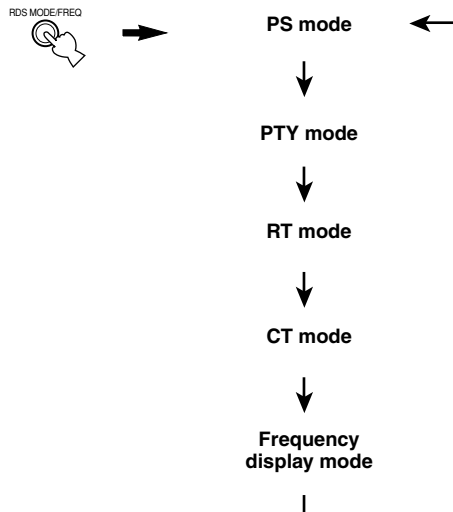 RDS MODE/FREQ
PS mode
PTY mode
RT mode
CT mode
Frequency
display mode